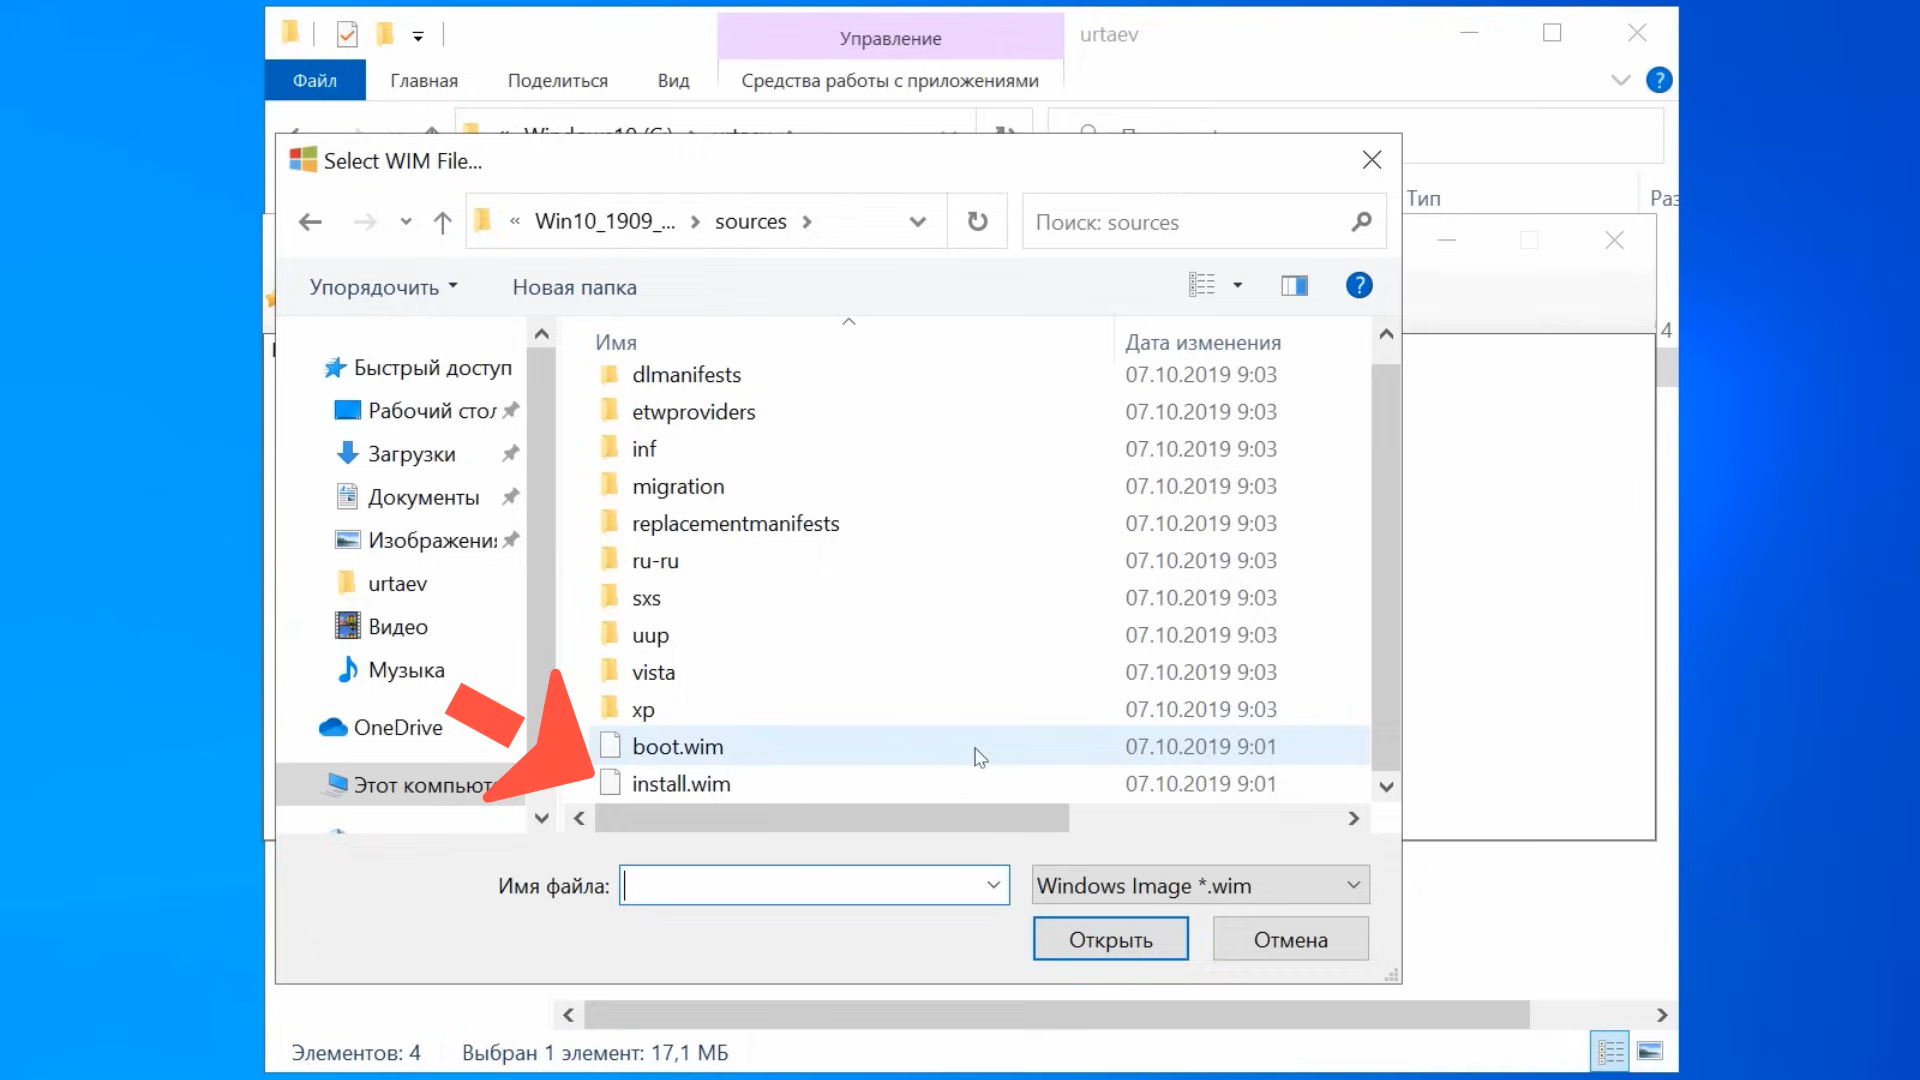 Управление
urtaev
Файл
Главная
Поделиться
Вид
Средства работы с приложениями
Select WIM File...
Тип
Раз
« Win10_1909_... › sources ›
Поиск: sources
Упорядочить
Новая папка
4
Имя
Дата изменения
Быстрый доступ
Рабочий стол
Загрузки
Документы
Изображения
urtaev
Видео
Музыка
OneDrive
Этот компьют
dlmanifests 07.10.2019 9:03
etwproviders 07.10.2019 9:03
inf 07.10.2019 9:03
migration 07.10.2019 9:03
replacementmanifests 07.10.2019 9:03
ru-ru 07.10.2019 9:03
sxs 07.10.2019 9:03
uup 07.10.2019 9:03
vista 07.10.2019 9:03
xp 07.10.2019 9:03
boot.wim 07.10.2019 9:01
install.wim 07.10.2019 9:01
Имя файла:
Windows Image *.wim
Открыть
Отмена
Элементов: 4
Выбран 1 элемент: 17,1 МБ